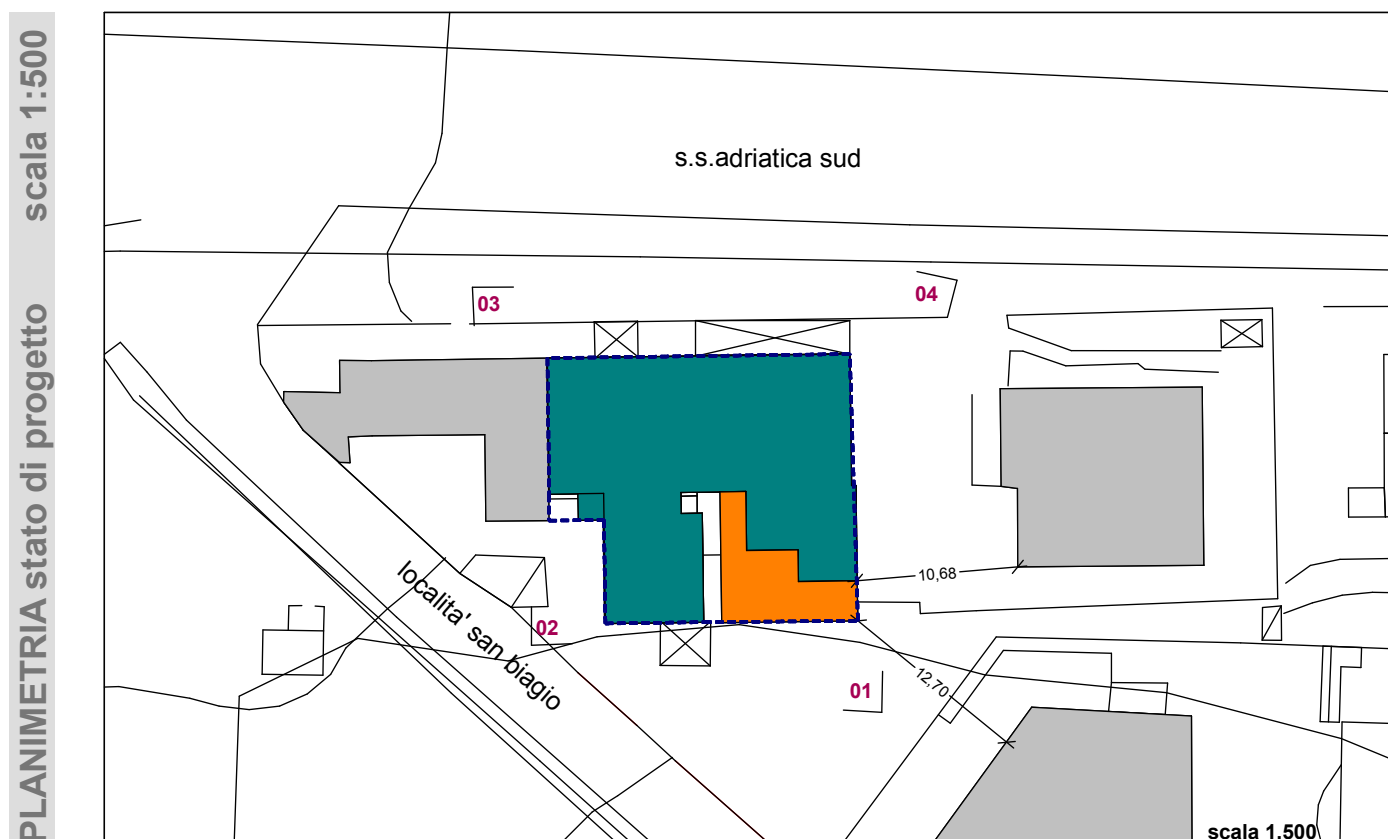 PLANIMETRIA stato di progetto scala 1:500
s.s.adriatica sud
03
04
10,68
localita' san biagio
02
12,70
01
scala 1.500